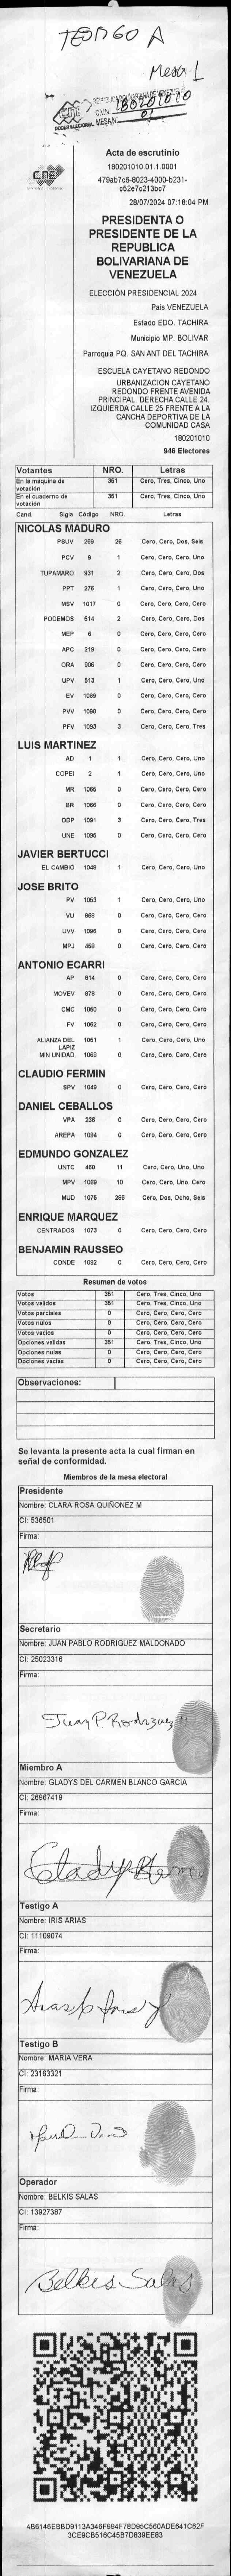 TESTIGO A
Mesa 1
CNE
PODER ELECTORAL
REPUBLICA BOLIVARIANA DE VENEZUELA
C.V.N: 180201010
MESA N: 01
CNE
Acta de escrutinio
180201010.01.1.0001
28/07/2024 07:18:04 PM
PRESIDENTA O
PRESIDENTE DE LA
REPUBLICA
BOLIVARIANA DE
VENEZUELA
ELECCIÓN PRESIDENCIAL 2024
Pais VENEZUELA
Estado EDO. TACHIRA
Municipio MP. BOLIVAR
Parroquia PQ. SAN ANT DEL TACHIRA
ESCUELA CAYETANO REDONDO
URBANIZACION CAYETANO
REDONDO FRENTE AVENIDA
PRINCIPAL. DERECHA CALLE 24.
IZQUIERDA CALLE 25 FRENTE A LA
CANCHA DEPORTIVA DE LA
COMUNIDAD CASA
180201010
946 Electores
Votantes NRO. Letras
En la máquina de votación 351 Cero, Tres, Cinco, Uno
En el cuaderno de votación 351 Cero, Tres, Cinco, Uno
Cand. Sigla Código NRO. Letras
NICOLAS MADURO
PSUV 269 26 Cero, Cero, Dos, Seis
PCV 9 1 Cero, Cero, Cero, Uno
TUPAMARO 931 2 Cero, Cero, Cero, Dos
PPT 276 1 Cero, Cero, Cero, Uno
MSV 1017 0 Cero, Cero, Cero, Cero
PODEMOS 514 2 Cero, Cero, Cero, Dos
MEP 6 0 Cero, Cero, Cero, Cero
APC 219 0 Cero, Cero, Cero, Cero
ORA 906 0 Cero, Cero, Cero, Cero
UPV 513 1 Cero, Cero, Cero, Uno
EV 1089 0 Cero, Cero, Cero, Cero
PVV 1090 0 Cero, Cero, Cero, Cero
PFV 1093 3 Cero, Cero, Cero, Tres
LUIS MARTINEZ
AD 1 1 Cero, Cero, Cero, Uno
COPEI 2 1 Cero, Cero, Cero, Uno
MR 1065 0 Cero, Cero, Cero, Cero
BR 1066 0 Cero, Cero, Cero, Cero
DDP 1091 3 Cero, Cero, Cero, Tres
UNE 1095 0 Cero, Cero, Cero, Cero
JAVIER BERTUCCI
EL CAMBIO 1048 1 Cero, Cero, Cero, Uno
JOSE BRITO
PV 1053 1 Cero, Cero, Cero, Uno
VU 868 0 Cero, Cero, Cero, Cero
UVV 1096 0 Cero, Cero, Cero, Cero
MPJ 458 0 Cero, Cero, Cero, Cero
ANTONIO ECARRI
AP 914 0 Cero, Cero, Cero, Cero
MOVEV 978 0 Cero, Cero, Cero, Cero
CMC 1050 0 Cero, Cero, Cero, Cero
FV 1062 0 Cero, Cero, Cero, Cero
ALIANZA DEL LAPIZ 1051 1 Cero, Cero, Cero, Uno
MIN UNIDAD 1068 0 Cero, Cero, Cero, Cero
CLAUDIO FERMIN
SPV 1049 0 Cero, Cero, Cero, Cero
DANIEL CEBALLOS
VPA 236 0 Cero, Cero, Cero, Cero
AREPA 1094 0 Cero, Cero, Cero, Cero
EDMUNDO GONZALEZ
UNTC 460 11 Cero, Cero, Uno, Uno
MPV 1069 10 Cero, Cero, Uno, Cero
MUD 1075 286 Cero, Dos, Ocho, Seis
ENRIQUE MARQUEZ
CENTRADOS 1073 0 Cero, Cero, Cero, Cero
BENJAMIN RAUSSEO
CONDE 1092 0 Cero, Cero, Cero, Cero
Resumen de votos
Votos 351 Cero, Tres, Cinco, Uno
Votos validos 351 Cero, Tres, Cinco, Uno
Votos parciales 0 Cero, Cero, Cero, Cero
Votos nulos 0 Cero, Cero, Cero, Cero
Votos vacios 0 Cero, Cero, Cero, Cero
Opciones validas 351 Cero, Tres, Cinco, Uno
Opciones nulas 0 Cero, Cero, Cero, Cero
Opciones vacias 0 Cero, Cero, Cero, Cero
Observaciones:
Se levanta la presente acta la cual firman en
señal de conformidad.
Miembros de la mesa electoral
Presidente
Nombre: CLARA ROSA QUIÑONEZ M
CI: 536501
Firma:
Secretario
Nombre: JUAN PABLO RODRIGUEZ MALDONADO
CI: 25023316
Firma:
Juan P. Rodriguez M
Miembro A
Nombre: GLADYS DEL CARMEN BLANCO GARCIA
CI: 26967419
Firma:
Gladys Blanco
Testigo A
Nombre: IRIS ARIAS
CI: 11109074
Firma:
Testigo B
Nombre: MARIA VERA
CI: 23163321
Firma:
Operador
Nombre: BELKIS SALAS
CI: 13927387
Firma:
Belkis Salas